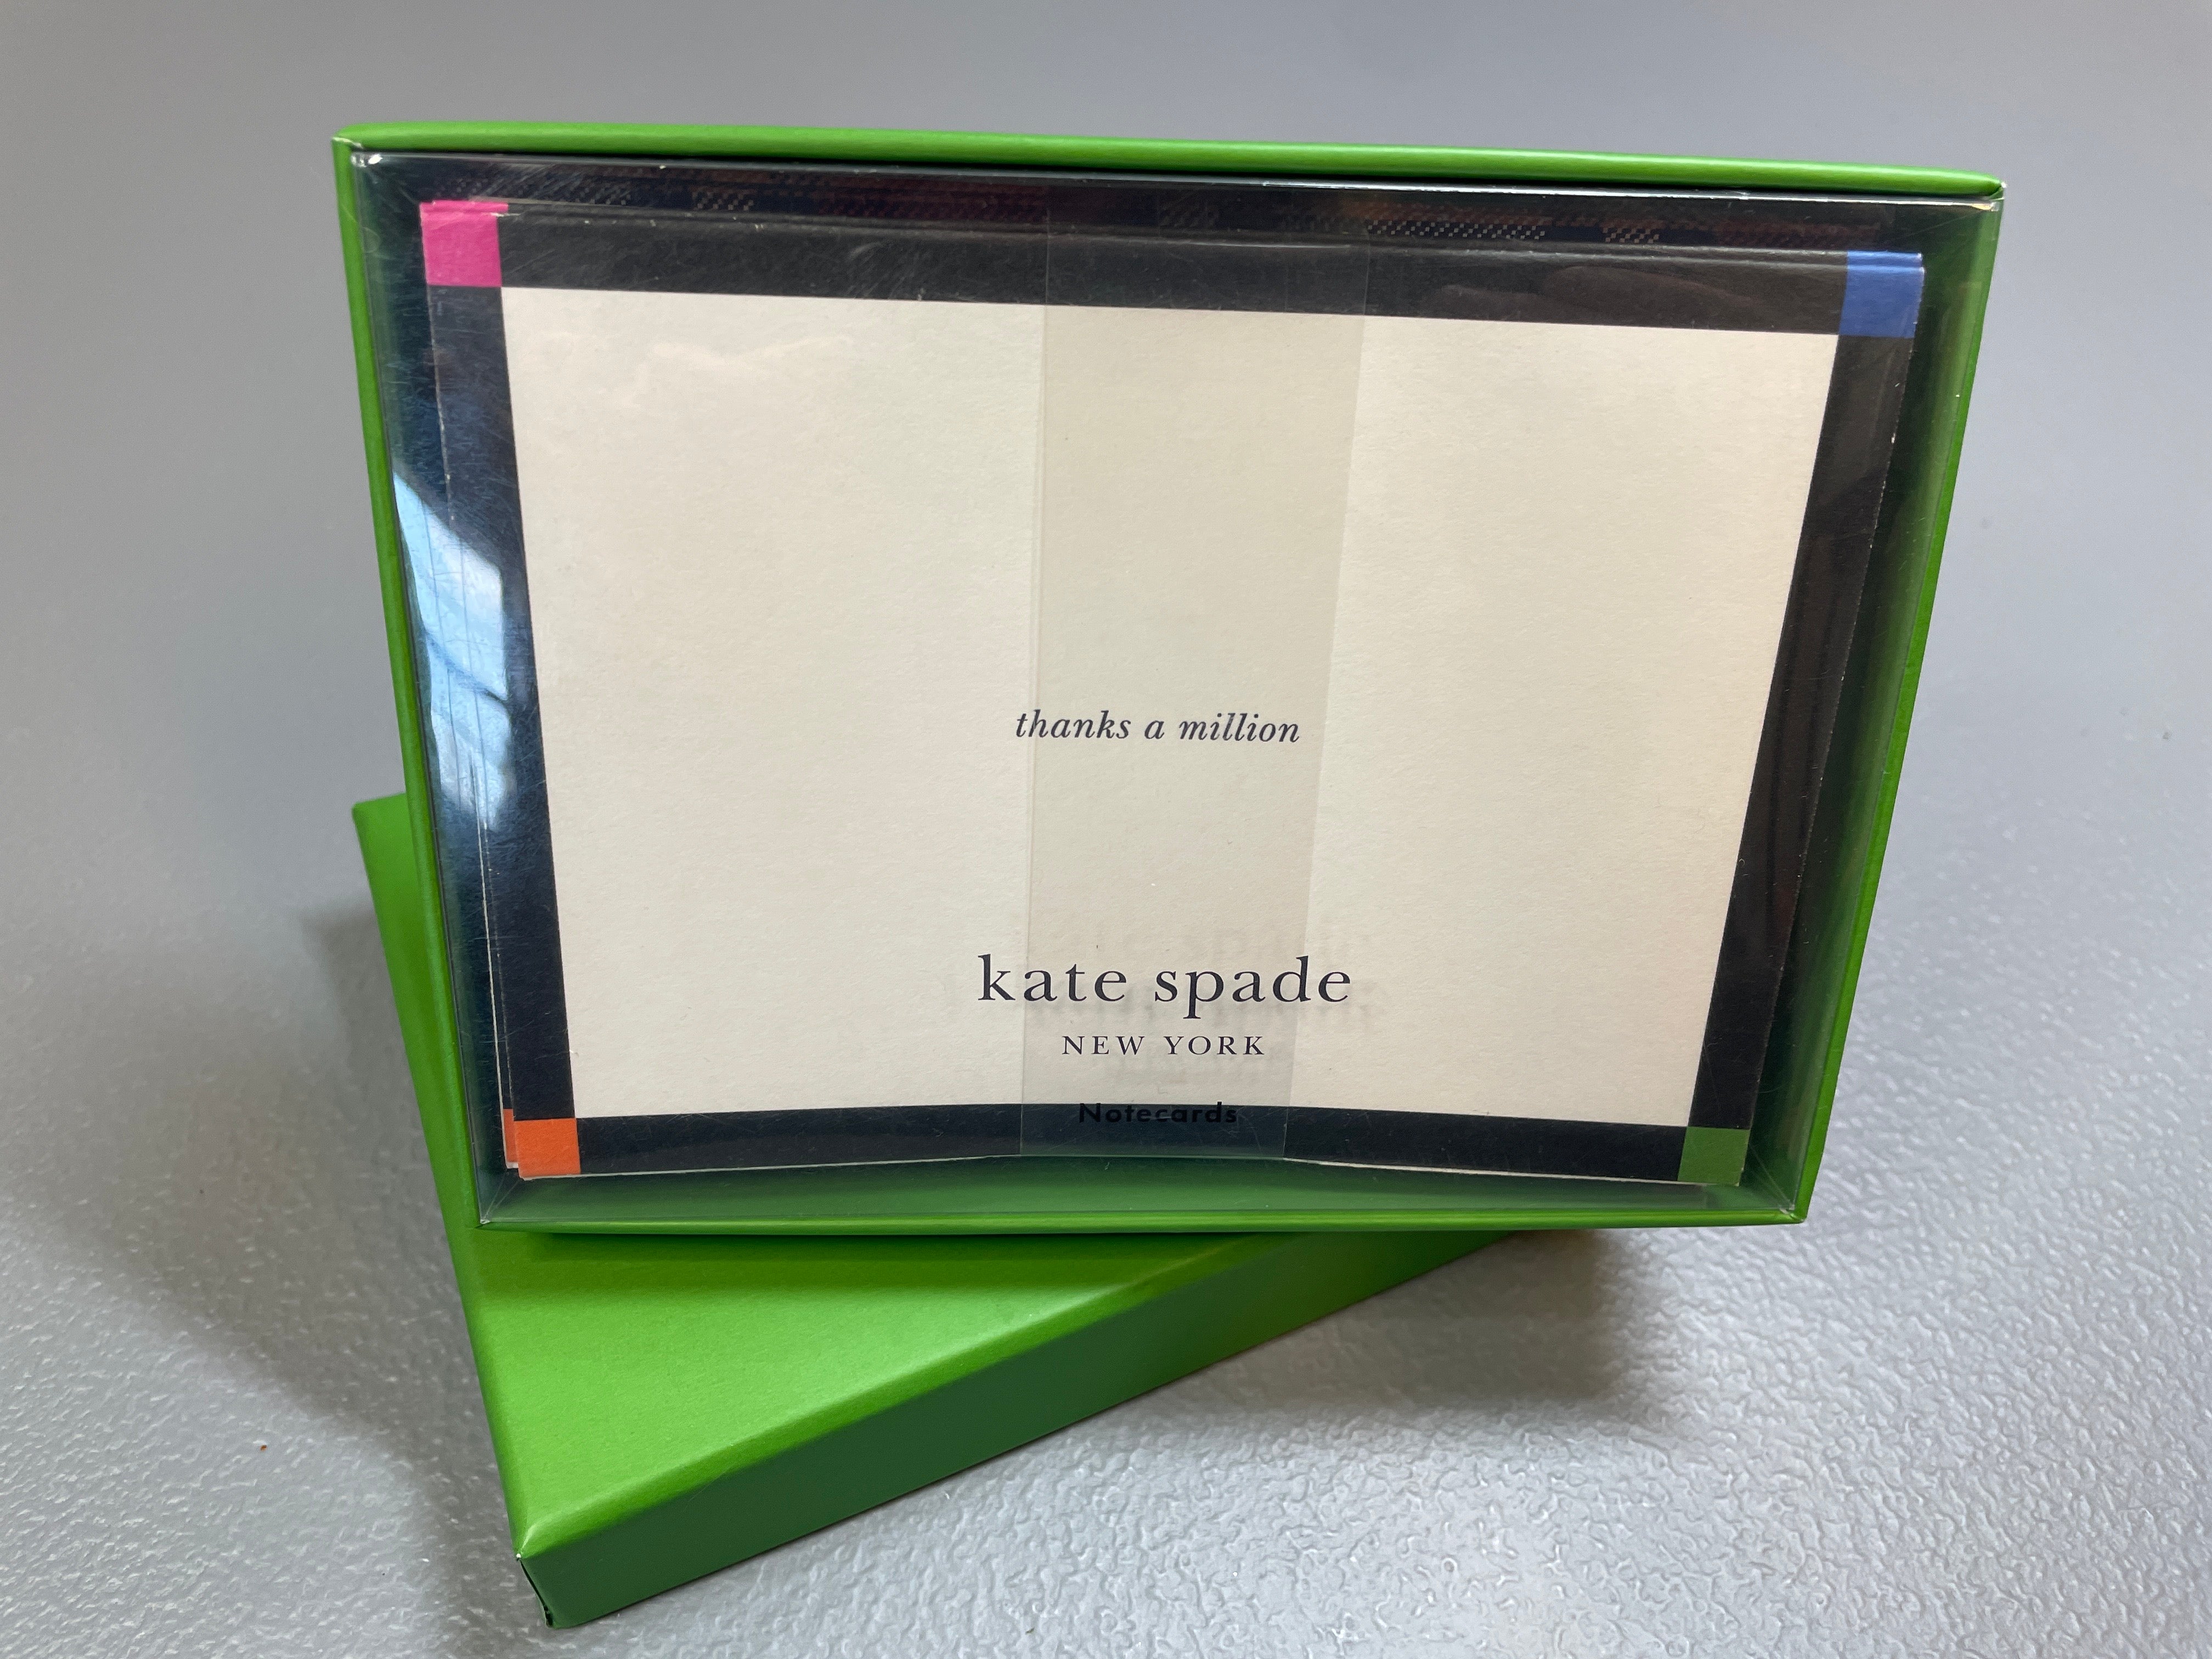 thanks a million
kate spade
NEW YORK
Notecards